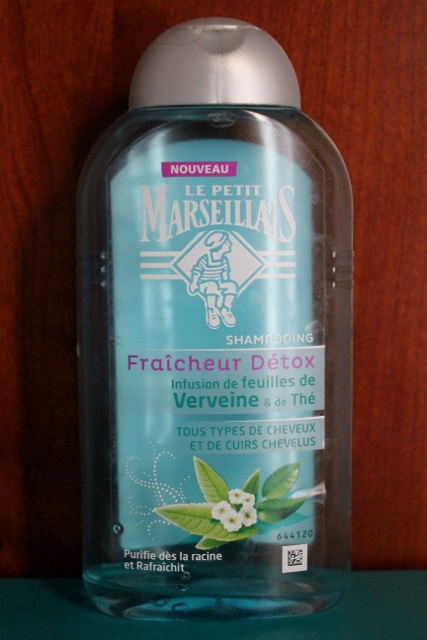 NOUVEAU
LE PETIT
MARSEILLAIS
SHAMPOOING
Fraîcheur Détox
Infusion de feuilles de
Verveine & de Thé
TOUS TYPES DE CHEVEUX
ET DE CUIRS CHEVELUS
644120
Purifie dès la racine
et Rafraîchit